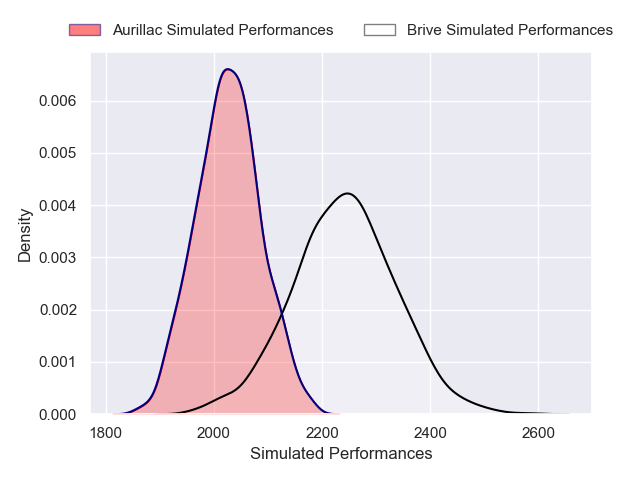 Aurillac Simulated Performances
Brive Simulated Performances
Density
0.006
0.005
0.004
0.003
0.002
0.001
0.000
1800 2000 2200 2400 2600
Simulated Performances